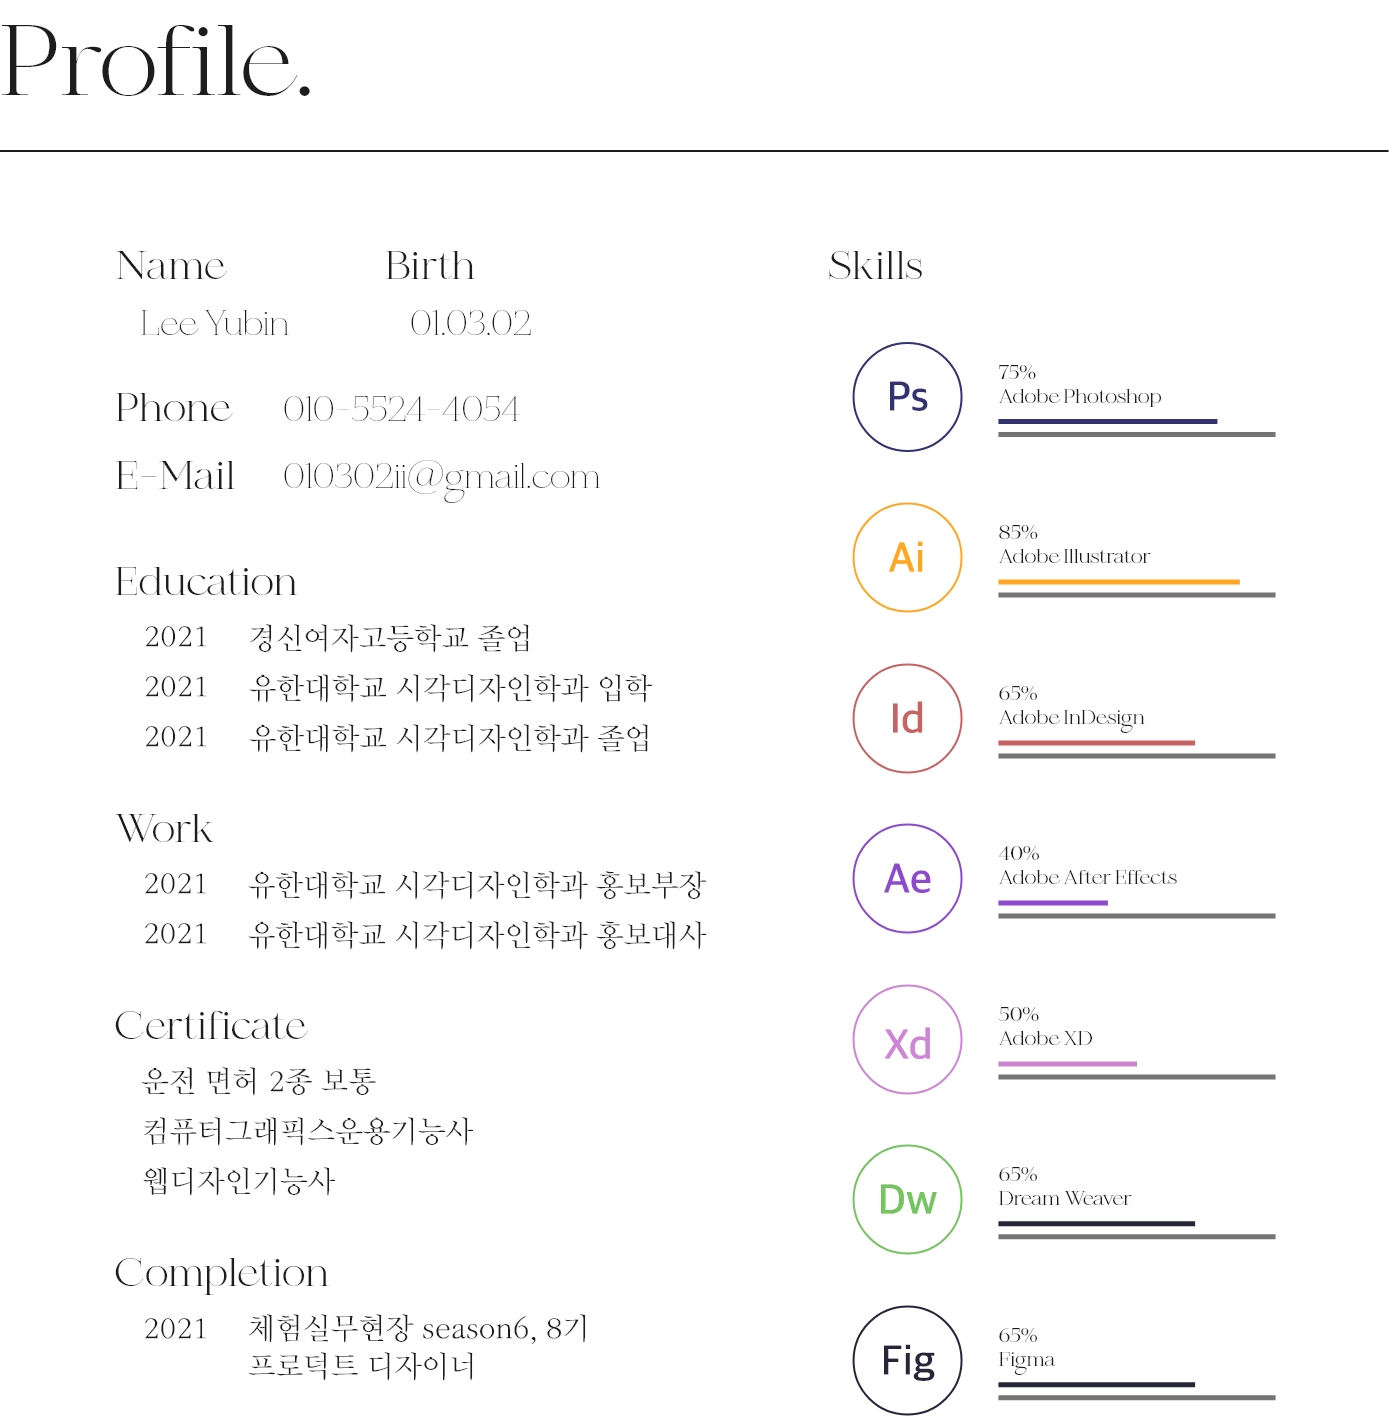 Profile.
Name
Birth
Lee Yubin
01.03.02
Phone 010-5524-4054
E-Mail 010302ii@gmail.com
Education
2021 경신여자고등학교 졸업
2021 유한대학교 시각디자인학과 입학
2021 유한대학교 시각디자인학과 졸업
Work
2021 유한대학교 시각디자인학과 홍보부장
2021 유한대학교 시각디자인학과 홍보대사
Certificate
운전 면허 2종 보통
컴퓨터그래픽스운용기능사
웹디자인기능사
Completion
2021 체험실무현장 season6, 8기
프로덕트 디자이너
Skills
Ps
75%
Adobe Photoshop
Ai
85%
Adobe Illustrator
Id
65%
Adobe InDesign
Ae
40%
Adobe After Effects
Xd
50%
Adobe XD
Dw
65%
Dream Weaver
Fig
65%
Figma